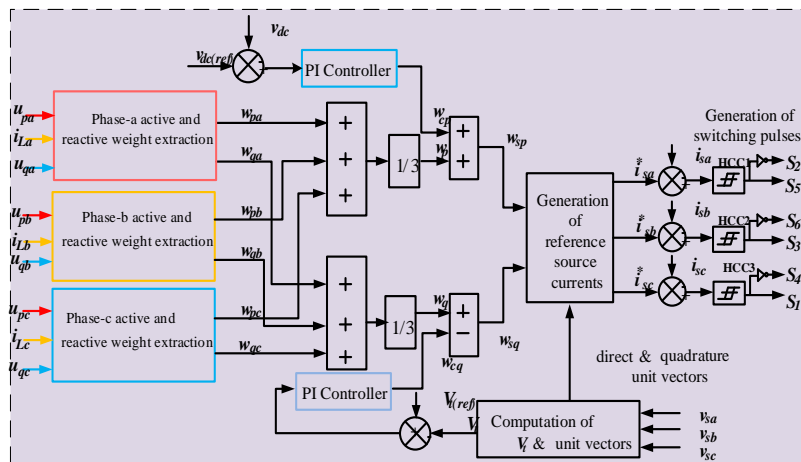 v_dc
v_dc(ref)
PI Controller
u_pa
i_La
u_qa
Phase-a active and
reactive weight extraction
w_pa
w_qa
+
+
+
1/3
w_cp
w_p
+
+
w_sp
u_pb
i_Lb
u_qb
Phase-b active and
reactive weight extraction
w_pb
w_qb
u_pc
i_Lc
u_qc
Phase-c active and
reactive weight extraction
w_pc
w_qc
+
+
+
1/3
w_q
w_cq
+
−
w_sq
Generation
of
reference
source
currents
Generation of
switching pulses
i*_sa
i_sa
HCC1
S_2
S_5
i*_sb
i_sb
HCC2
S_6
S_3
i*_sc
i_sc
HCC3
S_4
S_1
direct & quadrature
unit vectors
PI Controller
V_t(ref)
V_t
Computation of
V_t & unit vectors
v_sa
v_sb
v_sc